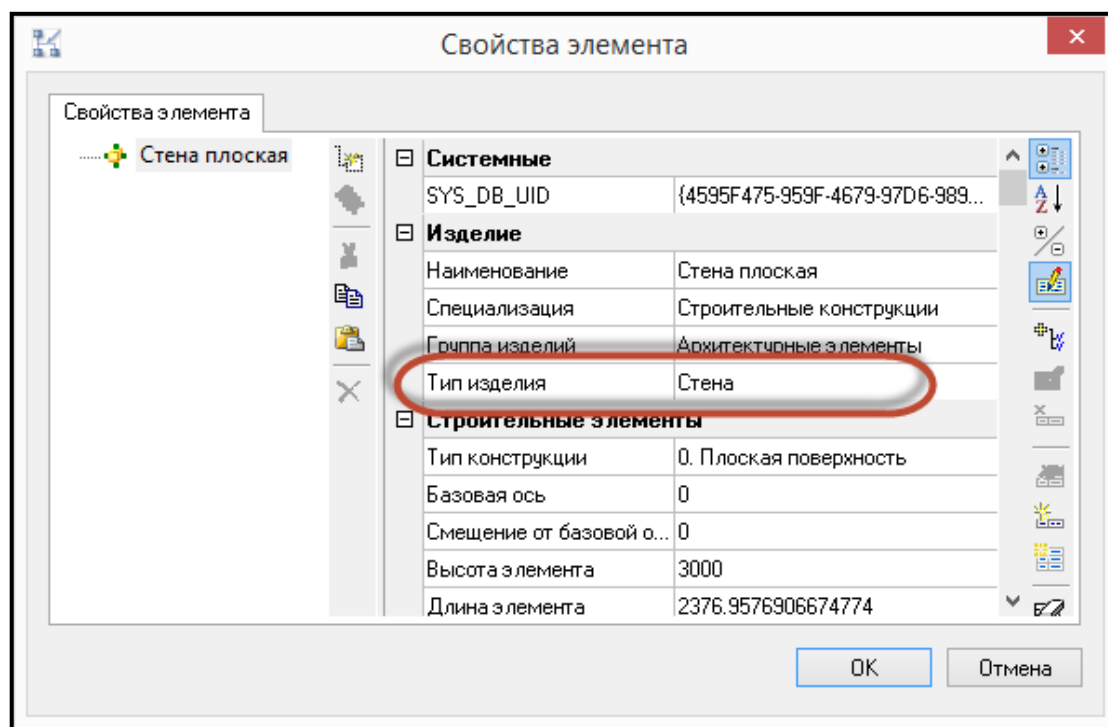 Свойства элемента
Свойства элемента
Стена плоская
Системные
SYS_DB_UID {4595F475-959F-4679-97D6-989...
Изделие
Наименование Стена плоская
Специализация Строительные конструкции
Группа изделий Архитектурные элементы
Тип изделия Стена
Строительные элементы
Тип конструкции 0. Плоская поверхность
Базовая ось 0
Смещение от базовой о... 0
Высота элемента 3000
Длина элемента 2376.9576906674774
OK Отмена